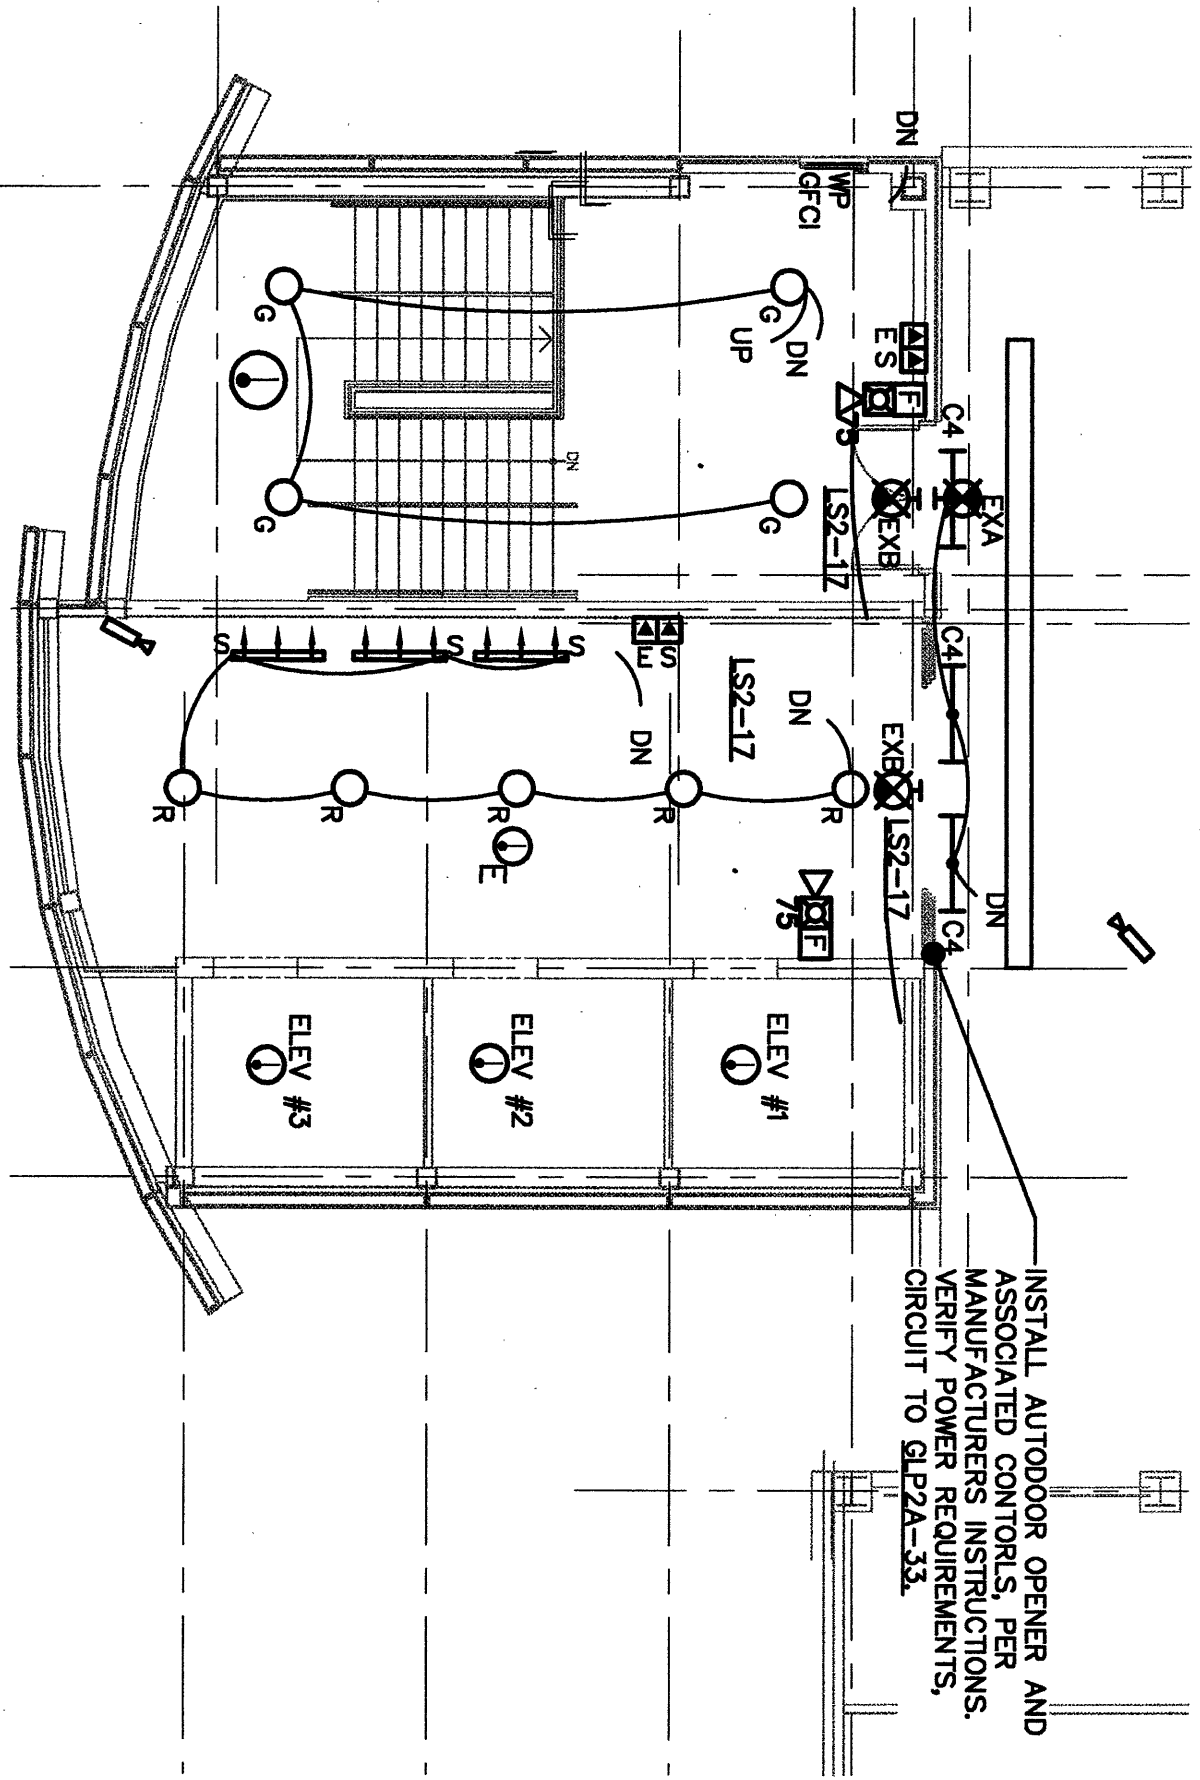 INSTALL AUTODOOR OPENER AND
ASSOCIATED CONTORLS, PER
MANUFACTURERS INSTRUCTIONS.
VERIFY POWER REQUIREMENTS,
CIRCUIT TO GLP2A-33.
H
H
H
H
EXA
DN
C4
C4
C4
DN
F
E S
EXB
EXB
LS2-17
WP
GFCI
75
LS2-17
DN
G
UP
G
DN
R
F
75
LS2-17
ELEV #1
S
E
DN
R
DN
S
S
S
E
R
ELEV #2
R
G
G
R
ELEV #3